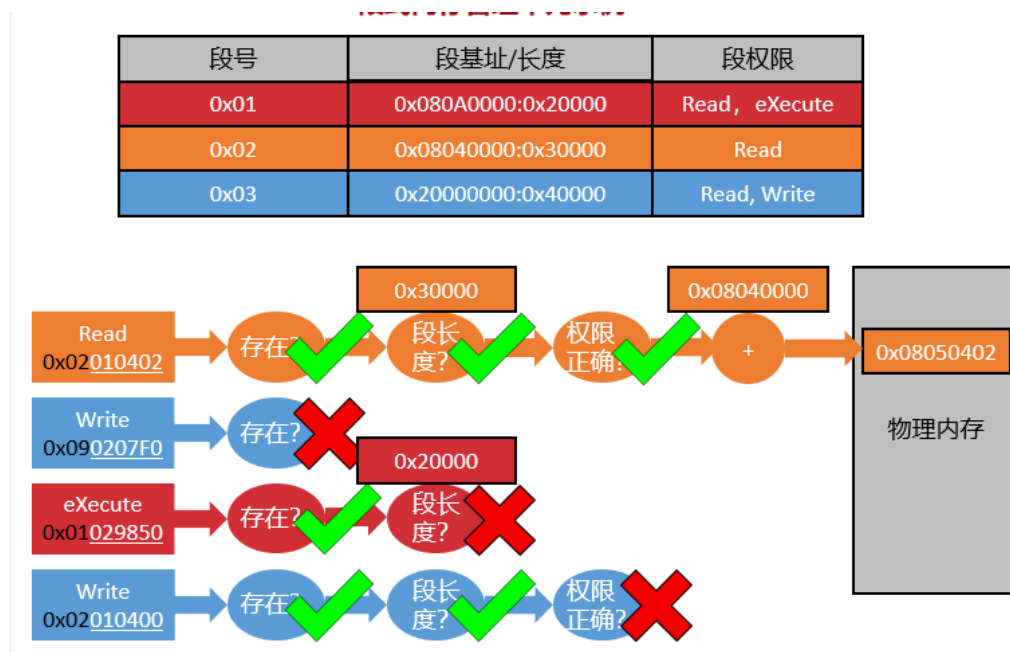 段号 段基址/长度 段权限
0x01 0x080A0000:0x20000 Read，eXecute
0x02 0x08040000:0x30000 Read
0x03 0x20000000:0x40000 Read, Write
0x30000 0x08040000
Read
0x02010402
存在?
段长
度?
权限
正确?
+
0x08050402
物理内存
Write
0x090207F0
存在?
0x20000
eXecute
0x01029850
存在?
段长
度?
Write
0x02010400
存在?
段长
度?
权限
正确?